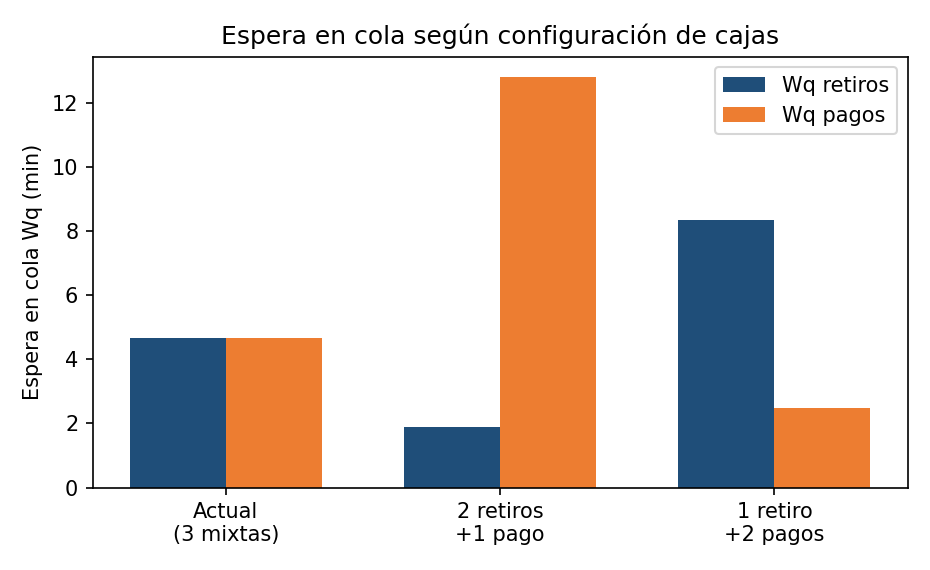 Espera en cola según configuración de cajas
Espera en cola Wq (min)
12
10
8
6
4
2
0
Wq retiros
Wq pagos
Actual
(3 mixtas)
2 retiros
+1 pago
1 retiro
+2 pagos